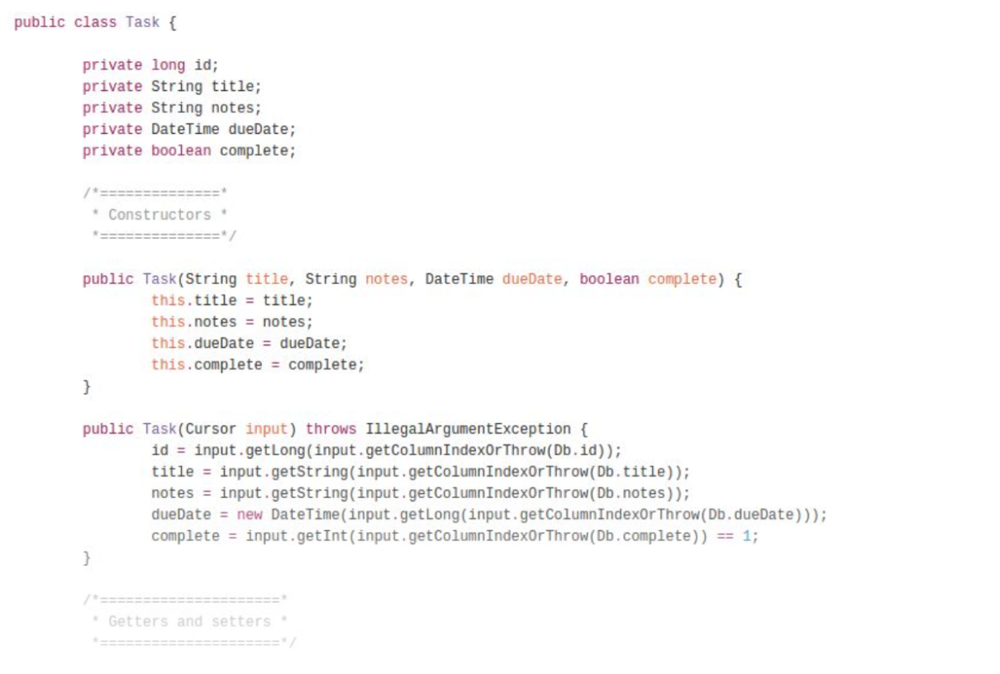 public class Task {
private long id;
private String title;
private String notes;
private DateTime dueDate;
private boolean complete;
/*==============*
* Constructors *
*==============*/
public Task(String title, String notes, DateTime dueDate, boolean complete) {
this.title = title;
this.notes = notes;
this.dueDate = dueDate;
this.complete = complete;
}
public Task(Cursor input) throws IllegalArgumentException {
id = input.getLong(input.getColumnIndexOrThrow(Db.id));
title = input.getString(input.getColumnIndexOrThrow(Db.title));
notes = input.getString(input.getColumnIndexOrThrow(Db.notes));
dueDate = new DateTime(input.getLong(input.getColumnIndexOrThrow(Db.dueDate)));
complete = input.getInt(input.getColumnIndexOrThrow(Db.complete)) == 1;
}
/*=====================*
* Getters and setters *
*=====================*/